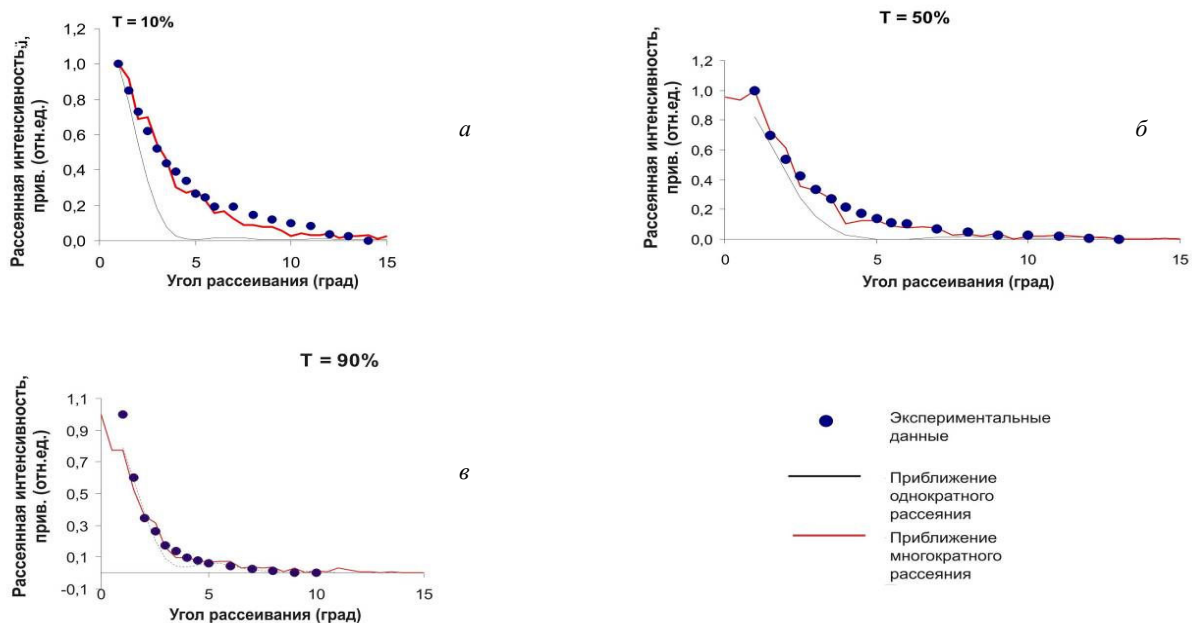 T = 10%
Рассеянная интенсивность,
прив. (отн.ед.)
1,2
1,0
0,8
0,6
0,4
0,2
0,0
0
5
10
15
Угол рассеивания (град)
а
T = 50%
Рассеянная интенсивность,
прив. (отн.ед.)
1,4
1,2
1,0
0,8
0,6
0,4
0,2
0,0
0
5
10
15
Угол рассеивания (град)
б
T = 90%
Рассеянная интенсивность,
прив. (отн.ед.)
1,1
0,9
0,7
0,5
0,3
0,1
-0,1
0
5
10
15
Угол рассеивания (град)
в
Экспериментальные
данные
Приближение
однократного
рассеяния
Приближение
многократного
рассеяния